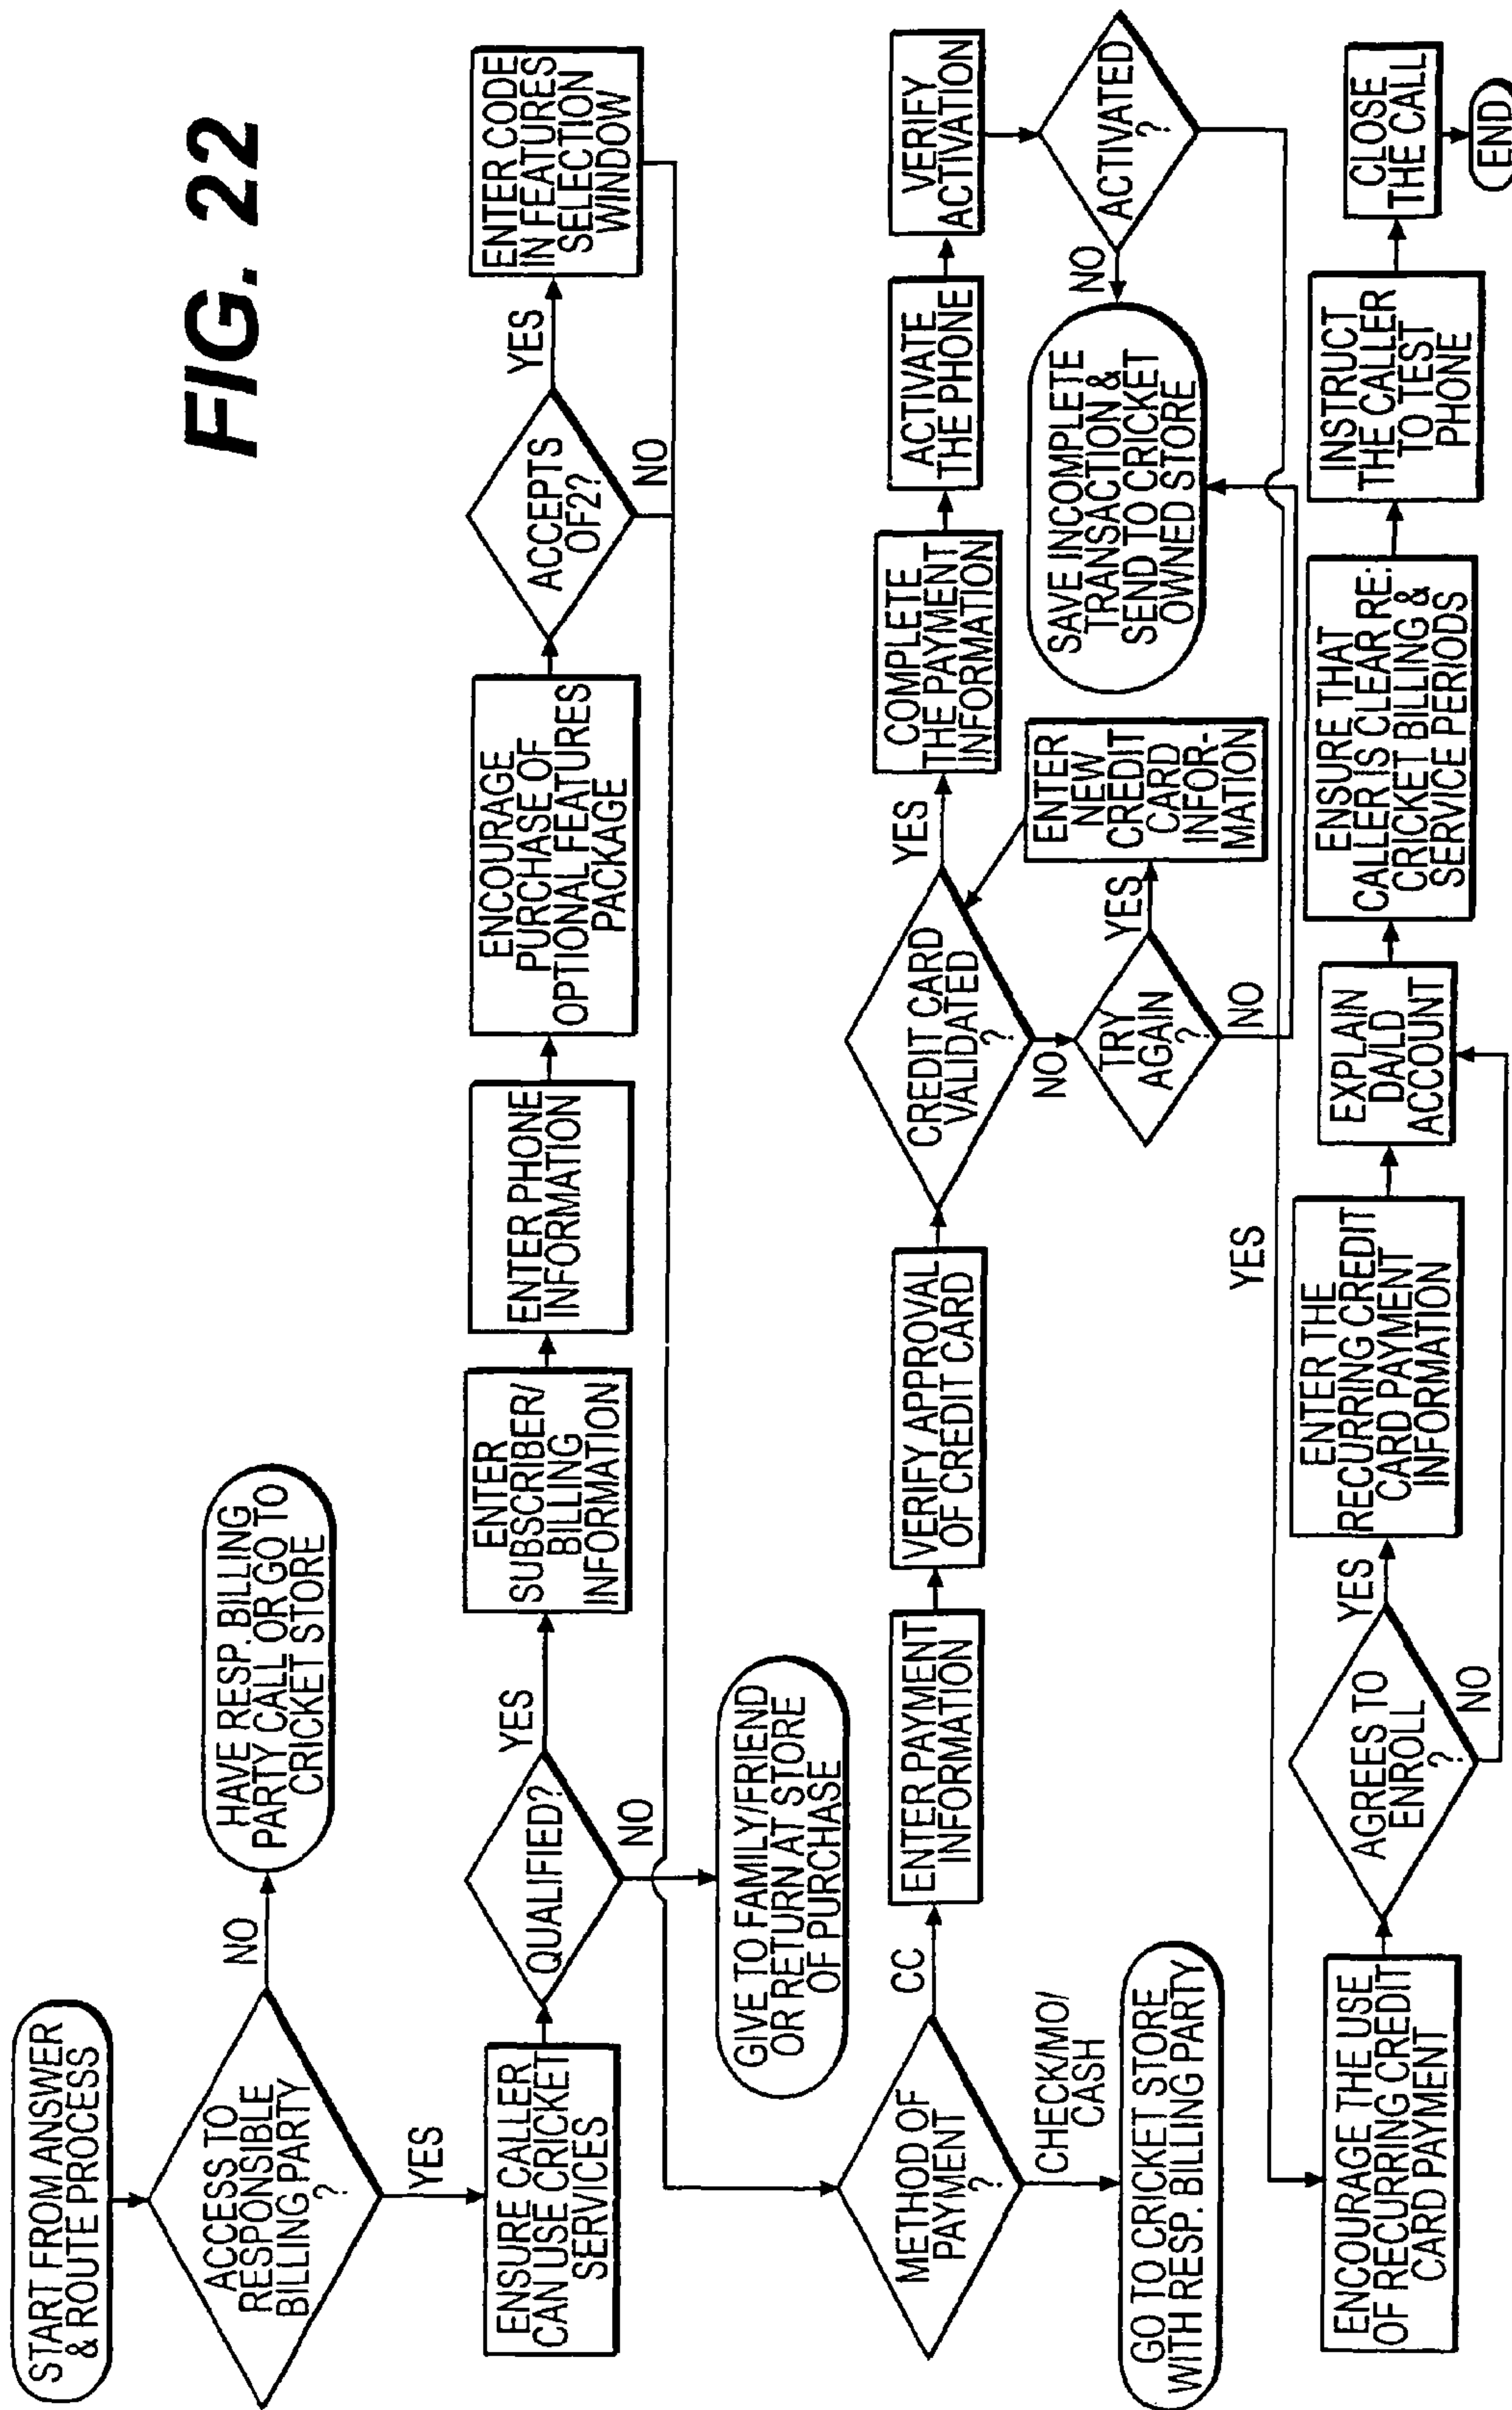 FIG. 22
START FROM ANSWER
& ROUTE PROCESS
ACCESS TO
RESPONSIBLE
BILLING PARTY
?
NO
HAVE RESP. BILLING
PARTY CALL OR GO TO
CRICKET STORE
YES
ENSURE CALLER
CAN USE CRICKET
SERVICES
QUALIFIED?
NO
GIVE TO FAMILY/FRIEND
OR RETURN AT STORE
OF PURCHASE
YES
ENTER
SUBSCRIBER/
BILLING
INFORMATION
ENTER PHONE
INFORMATION
ENCOURAGE
PURCHASE OF
OPTIONAL FEATURES
PACKAGE
ACCEPTS
OF2?
NO
YES
ENTER CODE
IN FEATURES
SELECTION
WINDOW
METHOD OF
PAYMENT
?
CHECK/MO/
CASH
GO TO CRICKET STORE
WITH RESP. BILLING PARTY
CC
ENTER PAYMENT
INFORMATION
VERIFY APPROVAL
OF CREDIT CARD
CREDIT CARD
VALIDATED
?
NO
TRY
AGAIN
?
NO
YES
ENTER
NEW
CREDIT
CARD
INFOR-
MATION
YES
COMPLETE
THE PAYMENT
INFORMATION
ACTIVATE
THE PHONE
VERIFY
ACTIVATION
ACTIVATED
?
NO
SAVE INCOMPLETE
TRANSACTION &
SEND TO CRICKET
OWNED STORE
YES
ENCOURAGE THE USE
OF RECURRING CREDIT
CARD PAYMENT
AGREES TO
ENROLL
?
NO
YES
ENTER THE
RECURRING CREDIT
CARD PAYMENT
INFORMATION
EXPLAIN
DA/LD
ACCOUNT
ENSURE THAT
CALLER IS CLEAR RE:
CRICKET BILLING &
SERVICE PERIODS
INSTRUCT
THE CALLER
TO TEST
PHONE
CLOSE
THE CALL
END